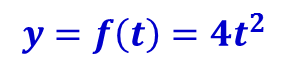 y = f(t) = 4t²